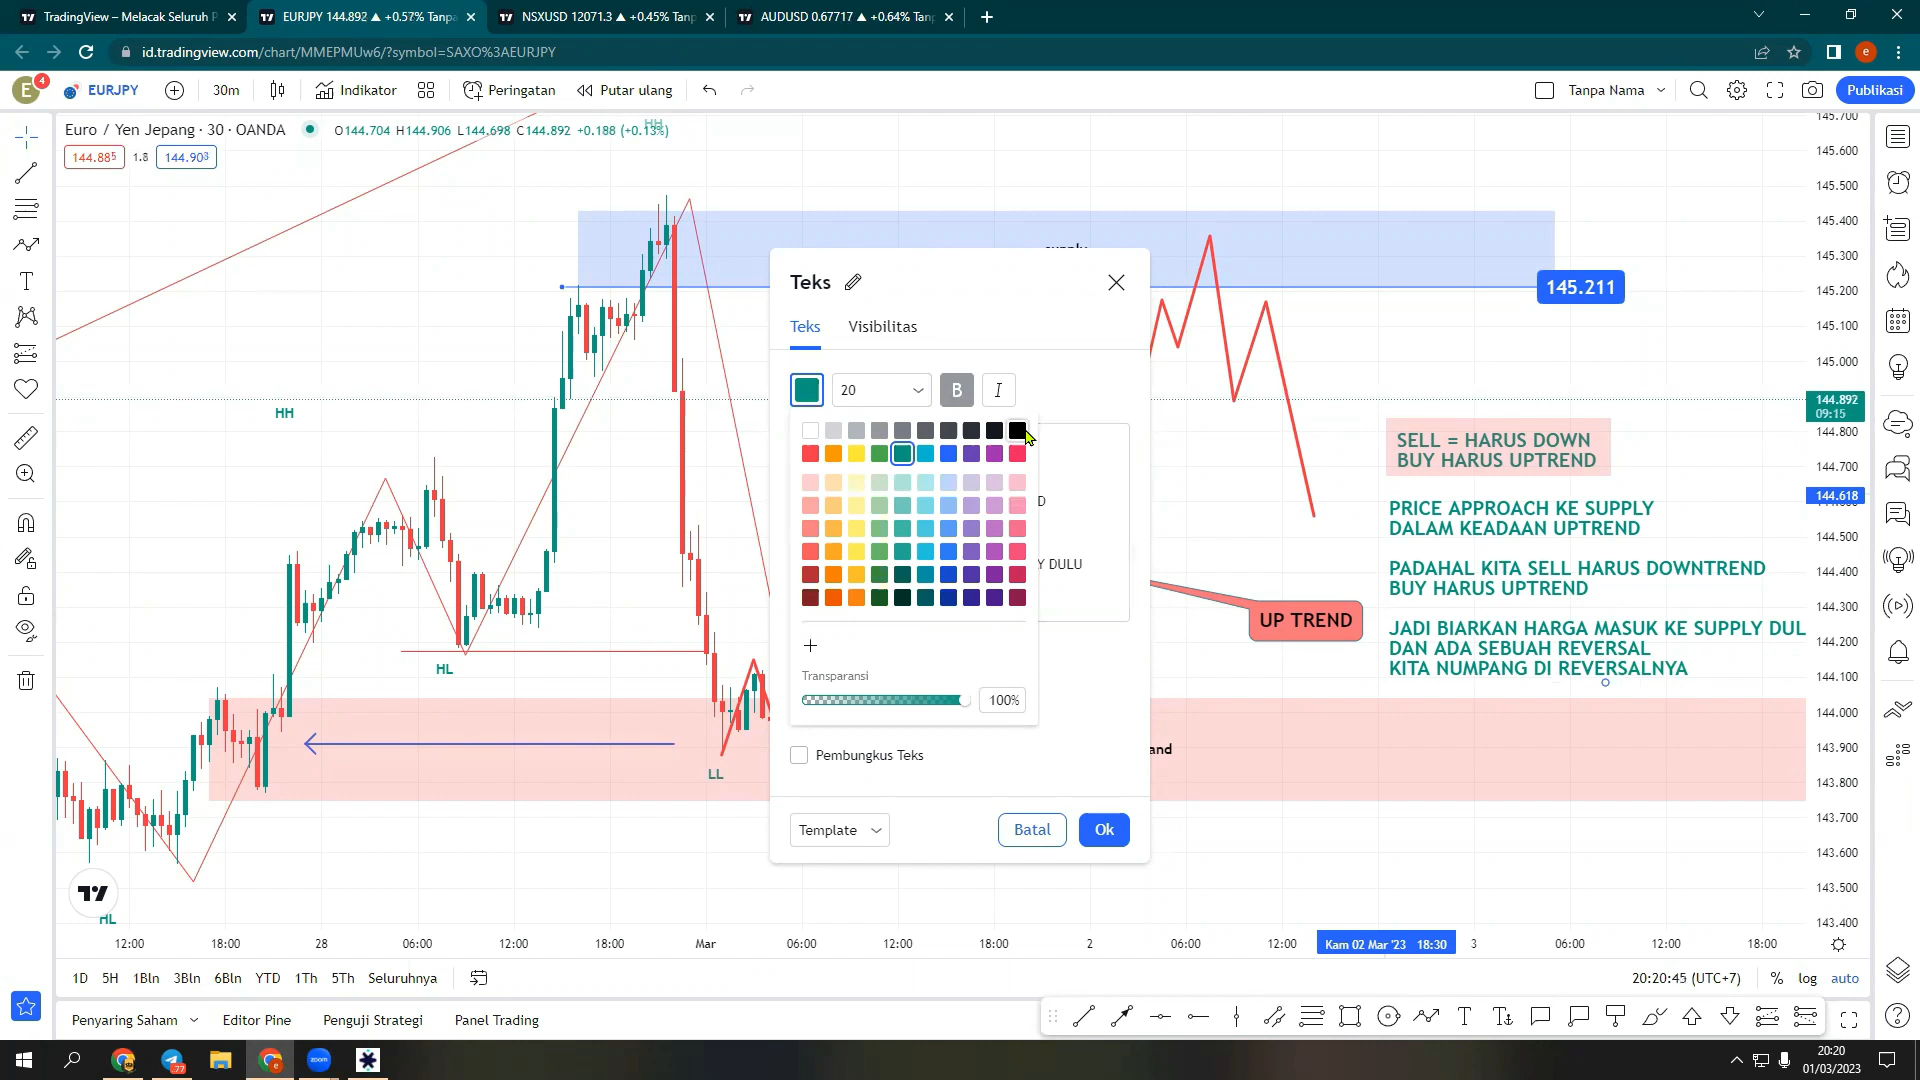 TradingView – Melacak Seluruh P
EURJPY 144.892 ▲ +0.57% Tanpa
NSXUSD 12071.3 ▲ +0.45% Tanp
AUDUSD 0.67717 ▲ +0.64% Tanp
id.tradingview.com/chart/MMEPMUw6/?symbol=SAXO%3AEURJPY
e
E
4
EURJPY
30m
Indikator
Peringatan
Putar ulang
Tanpa Nama
Publikasi
Euro / Yen Jepang · 30 · OANDA
O144.704 H144.906 L144.698 C144.892 +0.188 (+0.13%)
144.885
1.8
144.903
HH
145.700
145.600
145.500
145.400
145.300
145.200
145.100
145.000
144.892
09:15
144.800
144.700
144.618
144.500
144.400
144.300
144.200
144.100
144.000
143.900
143.800
143.700
143.600
143.500
143.400
supply
145.211
HH
HL
LL
HL
and
Teks
Teks
Visibilitas
20
B
I
D
Y DULU
Transparansi
100%
Pembungkus Teks
Template
Batal
Ok
UP TREND
SELL = HARUS DOWN
BUY HARUS UPTREND
PRICE APPROACH KE SUPPLY
DALAM KEADAAN UPTREND
PADAHAL KITA SELL HARUS DOWNTREND
BUY HARUS UPTREND
JADI BIARKAN HARGA MASUK KE SUPPLY DUL
DAN ADA SEBUAH REVERSAL
KITA NUMPANG DI REVERSALNYA
12:00
18:00
28
06:00
12:00
18:00
Mar
06:00
12:00
18:00
2
06:00
12:00
Kam 02 Mar '23 18:30
3
06:00
12:00
18:00
1D 5H 1Bln 3Bln 6Bln YTD 1Th 5Th Seluruhnya
20:20:45 (UTC+7)
%
log
auto
Penyaring Saham
Editor Pine
Penguji Strategi
Panel Trading
77
zoom
20:20
01/03/2023